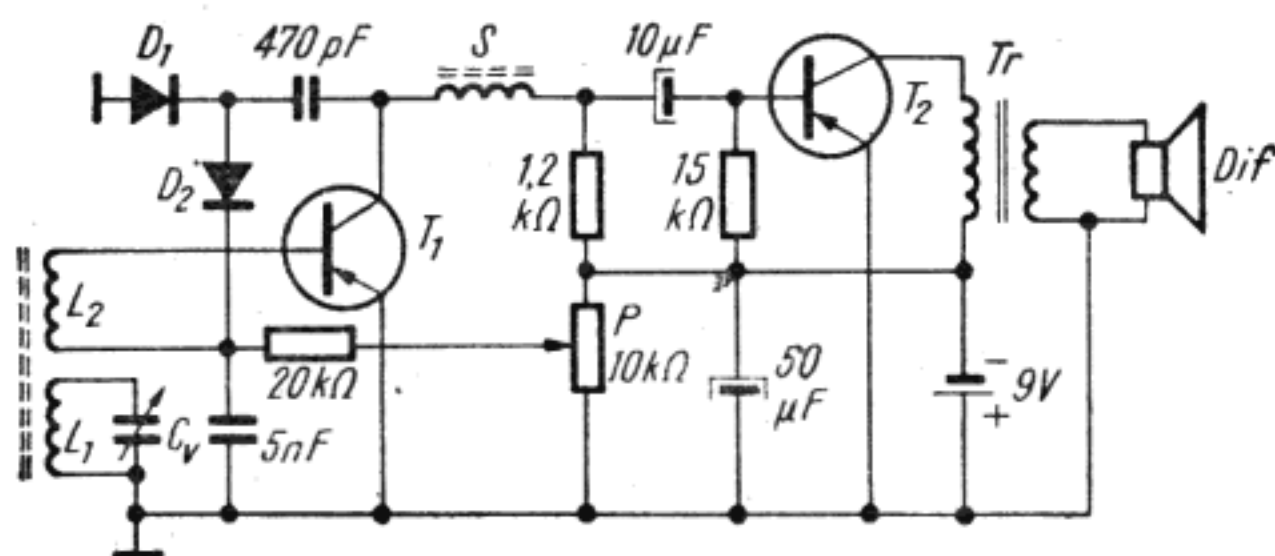 D1
470 pF
S
10 µF
T2
Tr
Dif
D2
1,2 kΩ
15 kΩ
T1
L2
P
10kΩ
20kΩ
50 µF
9V
− +
L1
Cv
5nF